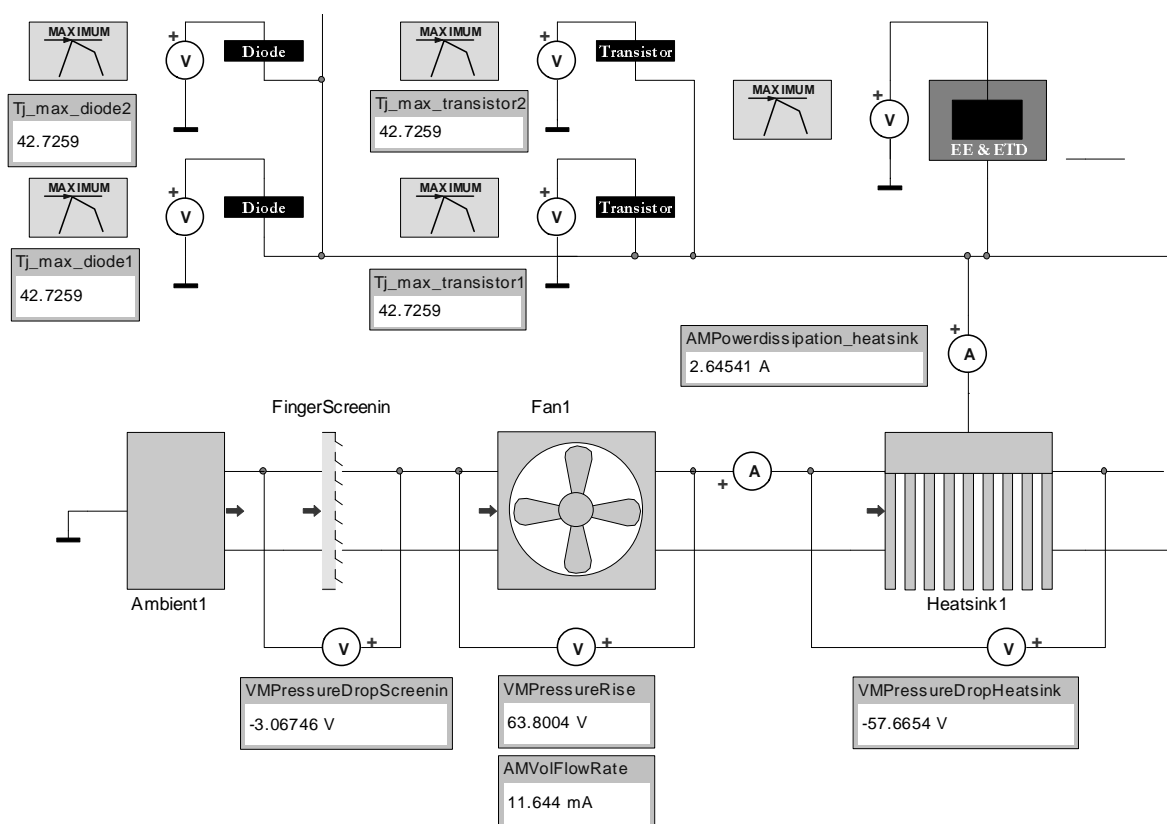 MAXIMUM
+
V
Diode
MAXIMUM
+
V
Transistor
Tj_max_diode2
42.7259
Tj_max_transistor2
42.7259
MAXIMUM
+
V
EE & ETD
MAXIMUM
+
V
Diode
MAXIMUM
+
V
Transistor
Tj_max_diode1
42.7259
Tj_max_transistor1
42.7259
AMPowerdissipation_heatsink
2.64541 A
+
A
FingerScreenin
Fan1
A
+
Ambient1
Heatsink1
V
+
V
+
V
+
VMPressureDropScreenin
-3.06746 V
VMPressureRise
63.8004 V
VMPressureDropHeatsink
-57.6654 V
AMVolFlowRate
11.644 mA